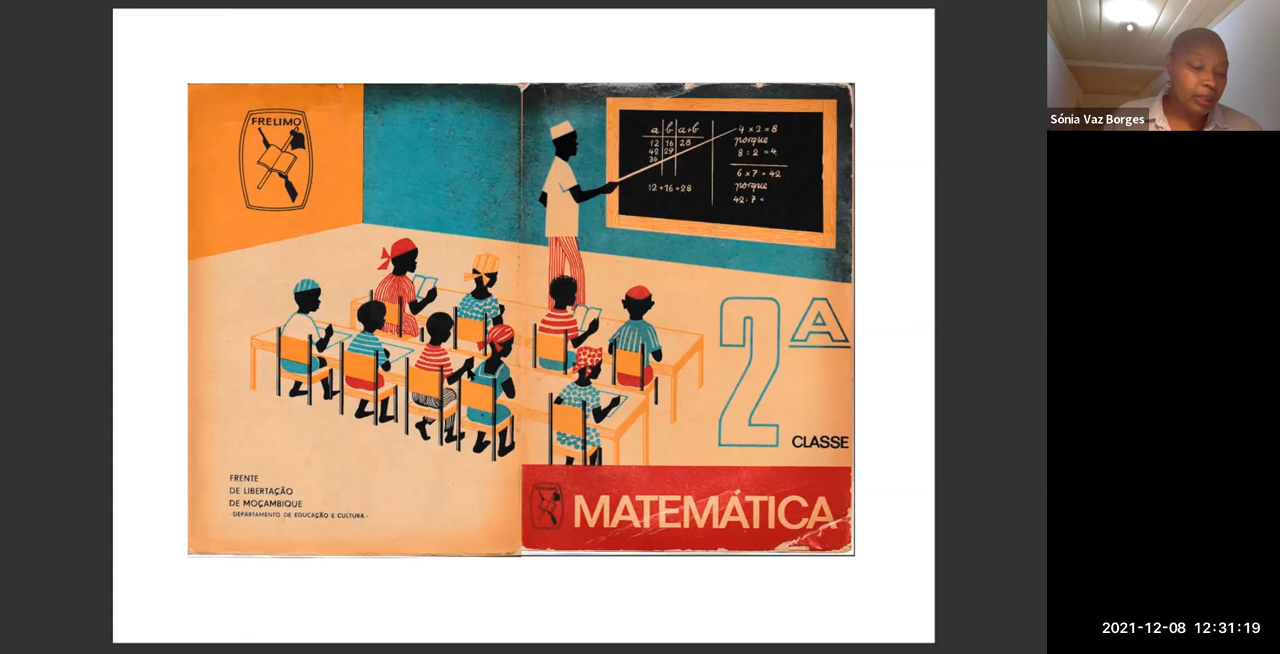 FRELIMO
a b a+b
12 16 28
42 29
36
12+16=28
4 x 2 = 8
porque
8 : 2 = 4
6 x 7 = 42
porque
42 : 7 =
2A
CLASSE
FRENTE
DE LIBERTAÇÃO
DE MOÇAMBIQUE
- DEPARTAMENTO DE EDUCAÇÃO E CULTURA -
MATEMÁTICA
Sónia Vaz Borges
2021-12-08 12:31:19